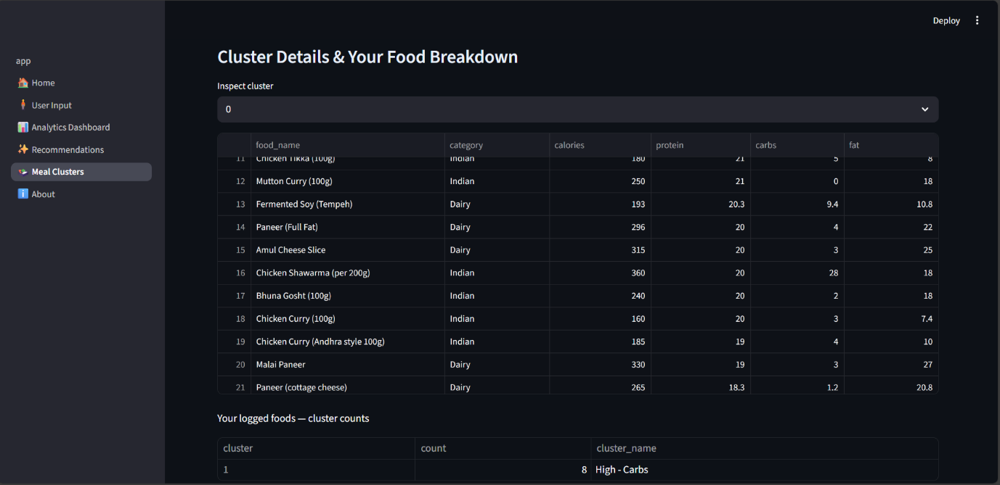 Deploy
app
Home
User Input
Analytics Dashboard
Recommendations
Meal Clusters
About
Cluster Details & Your Food Breakdown
Inspect cluster
0
food_name category calories protein carbs fat
11 Chicken Tikka (100g) Indian 180 21 5 8
12 Mutton Curry (100g) Indian 250 21 0 18
13 Fermented Soy (Tempeh) Dairy 193 20.3 9.4 10.8
14 Paneer (Full Fat) Dairy 296 20 4 22
15 Amul Cheese Slice Dairy 315 20 3 25
16 Chicken Shawarma (per 200g) Indian 360 20 28 18
17 Bhuna Gosht (100g) Indian 240 20 2 18
18 Chicken Curry (100g) Indian 160 20 3 7.4
19 Chicken Curry (Andhra style 100g) Indian 185 19 4 10
20 Malai Paneer Dairy 330 19 3 27
21 Paneer (cottage cheese) Dairy 265 18.3 1.2 20.8
Your logged foods — cluster counts
cluster count cluster_name
1 8 High - Carbs